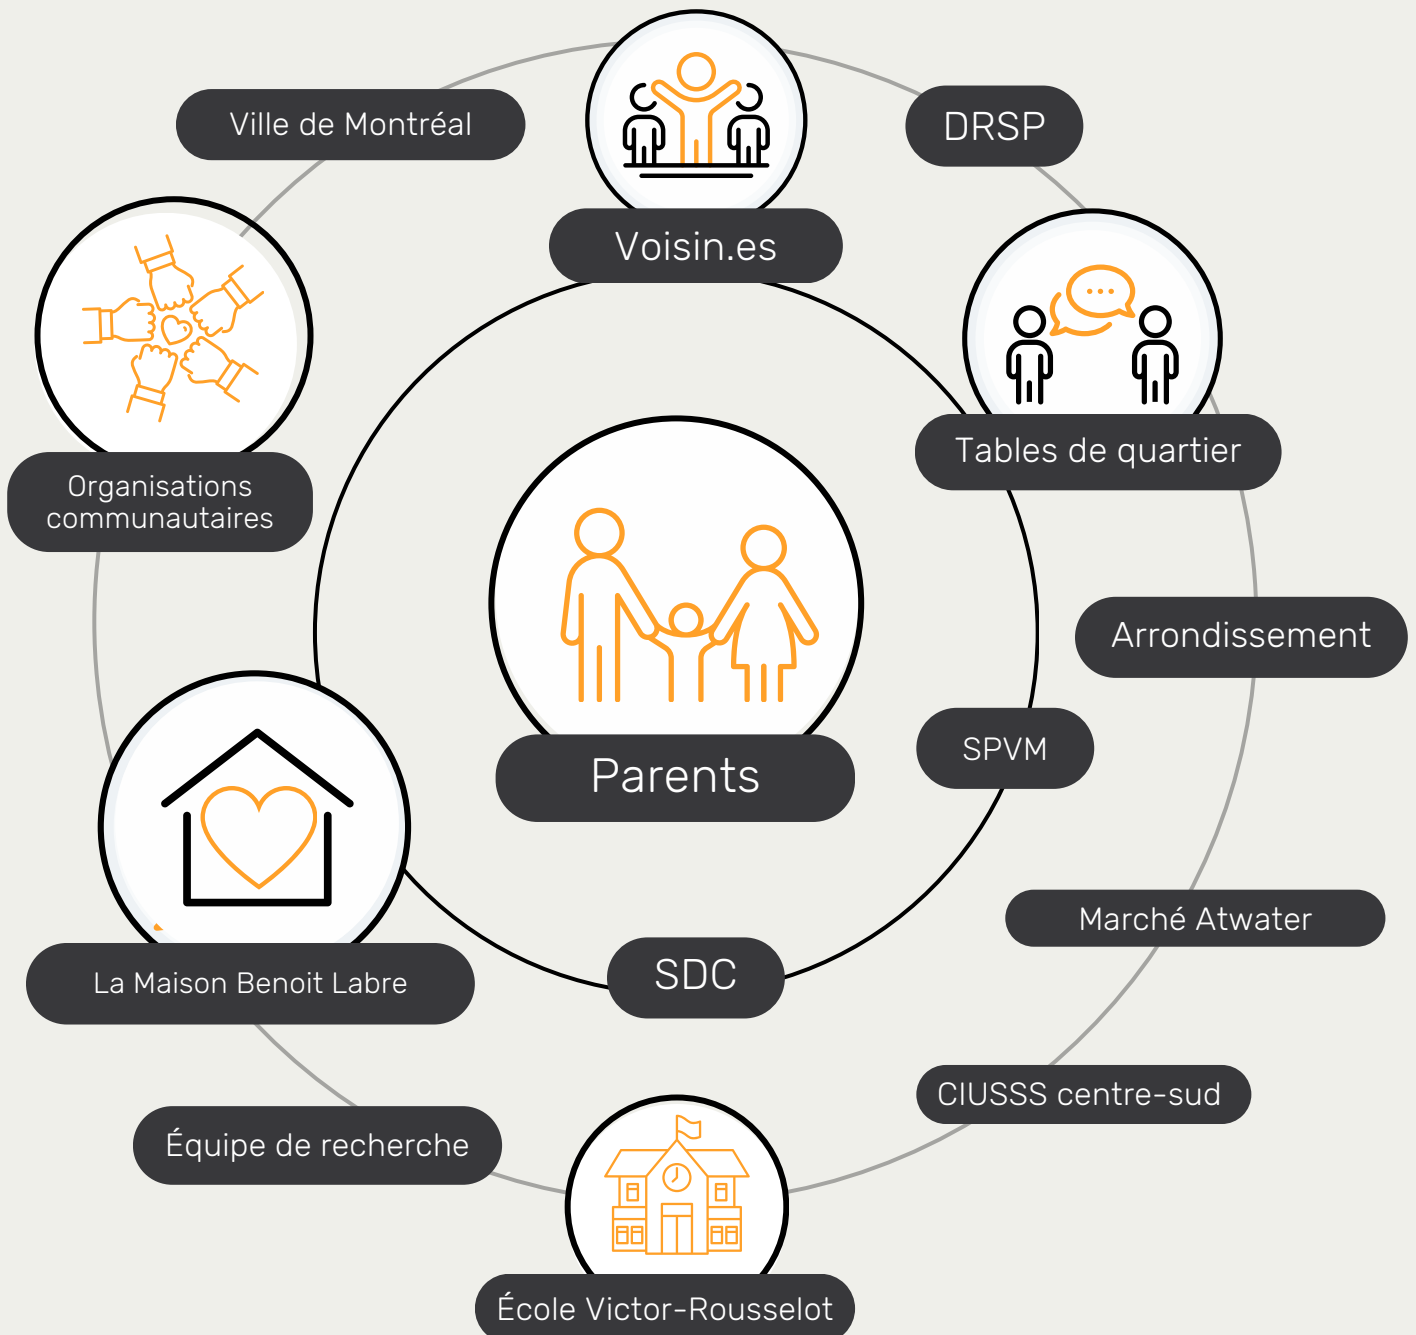 Ville de Montréal
DRSP
Voisin.es
Tables de quartier
Organisations
communautaires
Arrondissement
SPVM
Parents
Marché Atwater
SDC
La Maison Benoit Labre
CIUSSS centre-sud
Équipe de recherche
École Victor-Rousselot